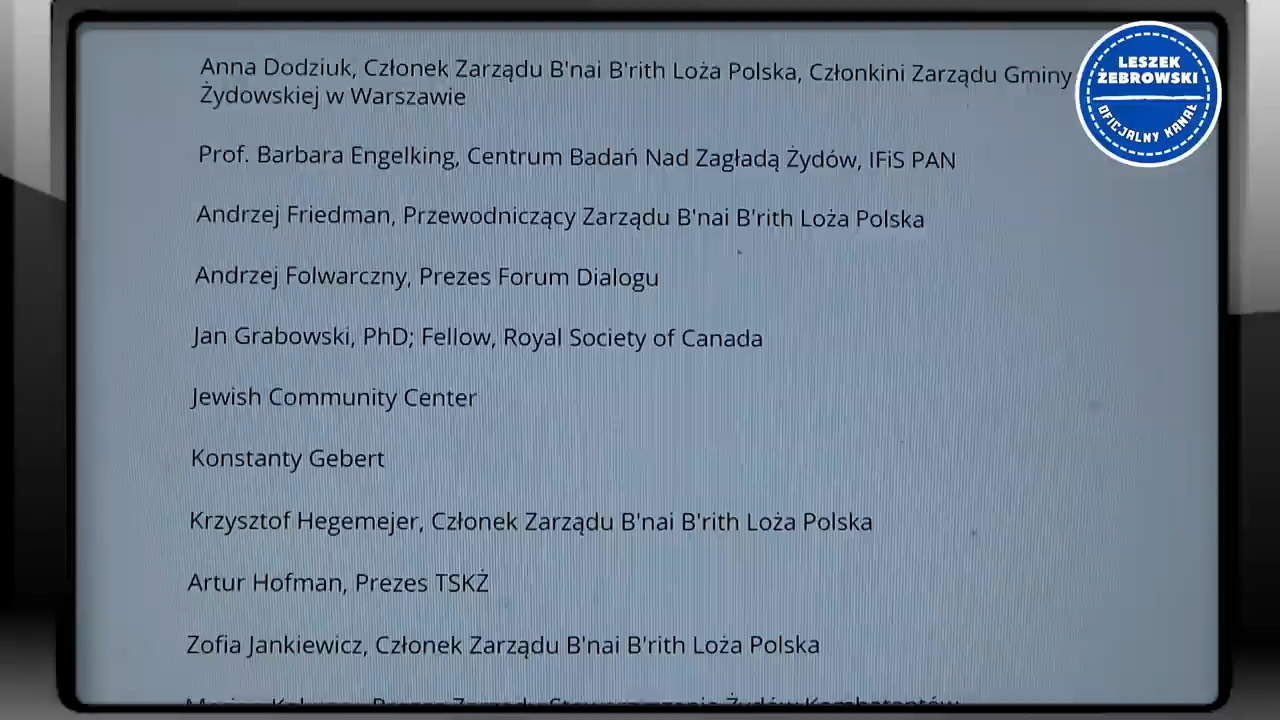 Anna Dodziuk, Członek Zarządu B'nai B'rith Loża Polska, Członkini Zarządu Gminy
Żydowskiej w Warszawie
Prof. Barbara Engelking, Centrum Badań Nad Zagładą Żydów, IFiS PAN
Andrzej Friedman, Przewodniczący Zarządu B'nai B'rith Loża Polska
Andrzej Folwarczny, Prezes Forum Dialogu
Jan Grabowski, PhD; Fellow, Royal Society of Canada
Jewish Community Center
Konstanty Gebert
Krzysztof Hegemejer, Członek Zarządu B'nai B'rith Loża Polska
Artur Hofman, Prezes TSKŻ
Zofia Jankiewicz, Członek Zarządu B'nai B'rith Loża Polska
LESZEK
ŻEBROWSKI
OFICJALNY KANAŁ